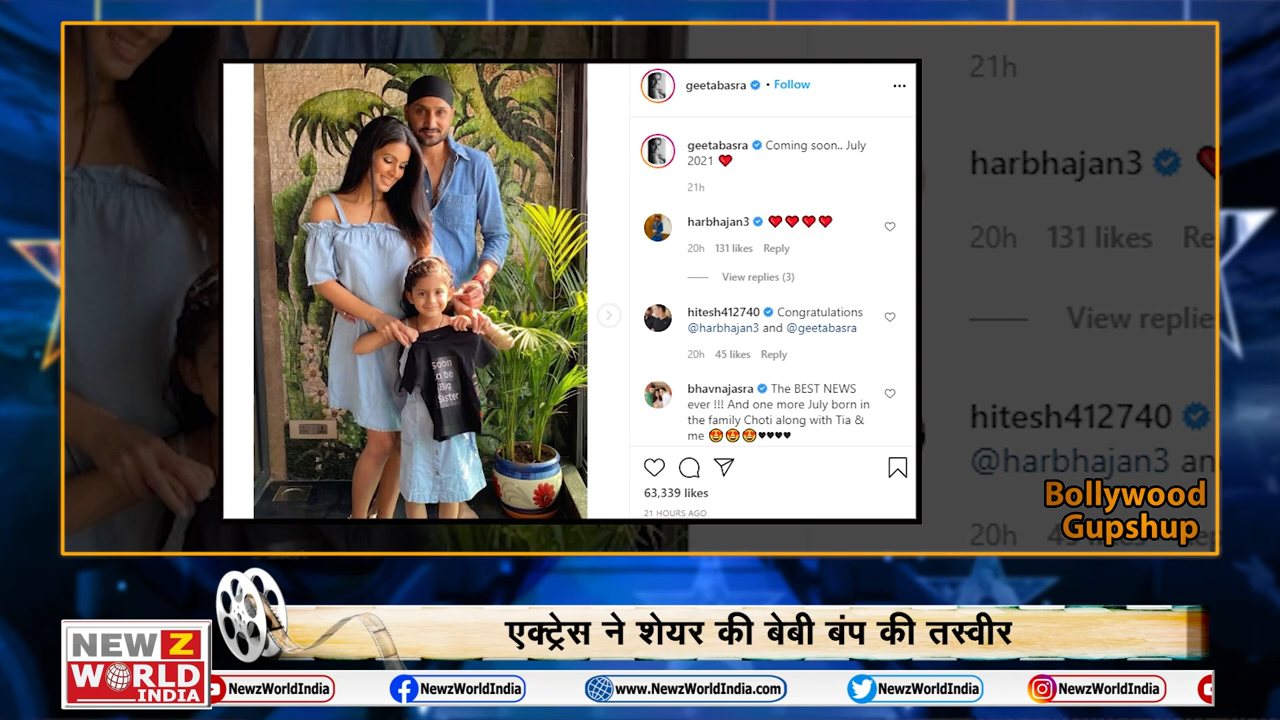 geetabasra • Follow
geetabasra Coming soon.. July
2021 ❤
21h
harbhajan3 ❤❤❤❤
20h 131 likes Reply
View replies (3)
hitesh412740 Congratulations
@harbhajan3 and @geetabasra
20h 45 likes Reply
bhavnajasra The BEST NEWS
ever !!! And one more July born in
the family Choti along with Tia &
me 🤩🤩🤩♥♥♥♥
63,339 likes
21 HOURS AGO
Soon
to be
Big
Sister
21h
harbhajan3
20h 131 likes Re
View replie
hitesh412740
@harbhajan3 an
20h
Bollywood
Gupshup
एक्ट्रेस ने शेयर की बेबी बंप की तस्वीर
NEWZ
WORLD
INDIA
NewzWorldIndia NewzWorldIndia www.NewzWorldIndia.com NewzWorldIndia NewzWorldIndia